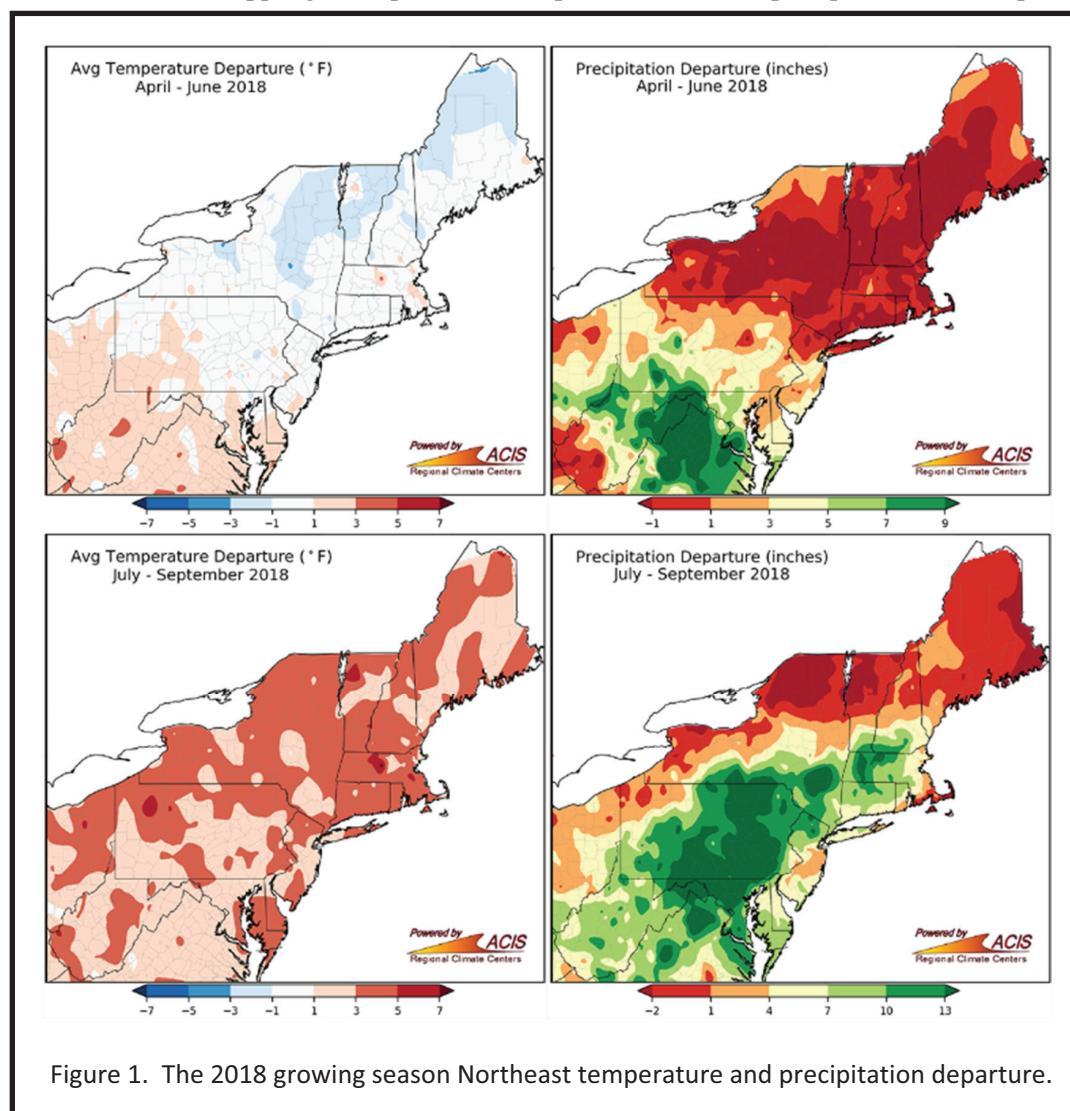 Avg Temperature Departure (°F)
April - June 2018
Powered by
ACIS
Regional Climate Centers
-7 -5 -3 -1 1 3 5 7
Precipitation Departure (inches)
April - June 2018
Powered by
ACIS
Regional Climate Centers
-1 1 3 5 7 9
Avg Temperature Departure (°F)
July - September 2018
Powered by
ACIS
Regional Climate Centers
-7 -5 -3 -1 1 3 5 7
Precipitation Departure (inches)
July - September 2018
Powered by
ACIS
Regional Climate Centers
-2 1 4 7 10 13
Figure 1. The 2018 growing season Northeast temperature and precipitation departure.